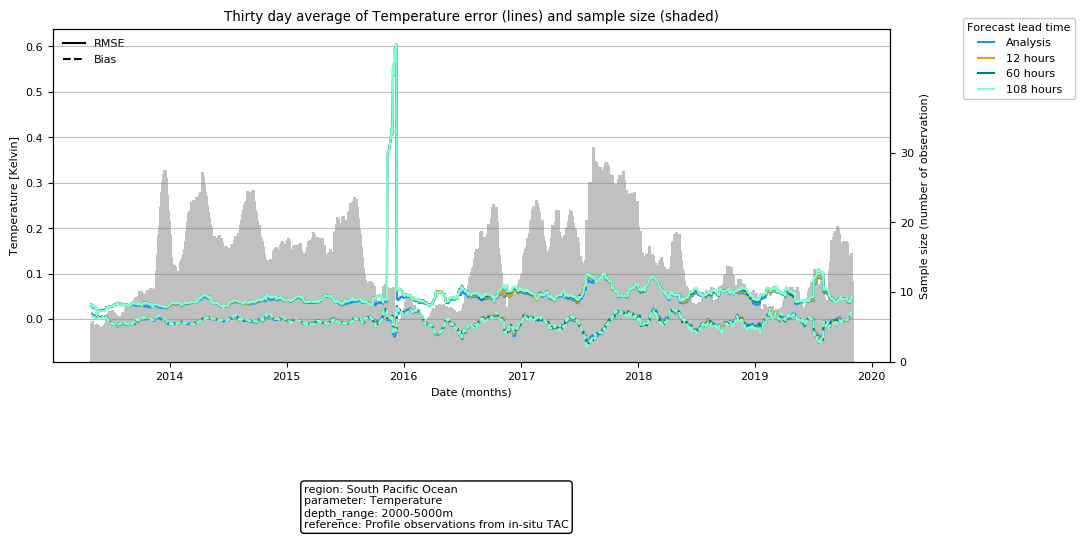 Thirty day average of Temperature error (lines) and sample size (shaded)
RMSE
Bias
Forecast lead time
Analysis
12 hours
60 hours
108 hours
Temperature [Kelvin]
0.6
0.5
0.4
0.3
0.2
0.1
0.0
Sample size (number of observation)
30
20
10
0
2014
2015
2016
2017
2018
2019
2020
Date (months)
region: South Pacific Ocean
parameter: Temperature
depth_range: 2000-5000m
reference: Profile observations from in-situ TAC